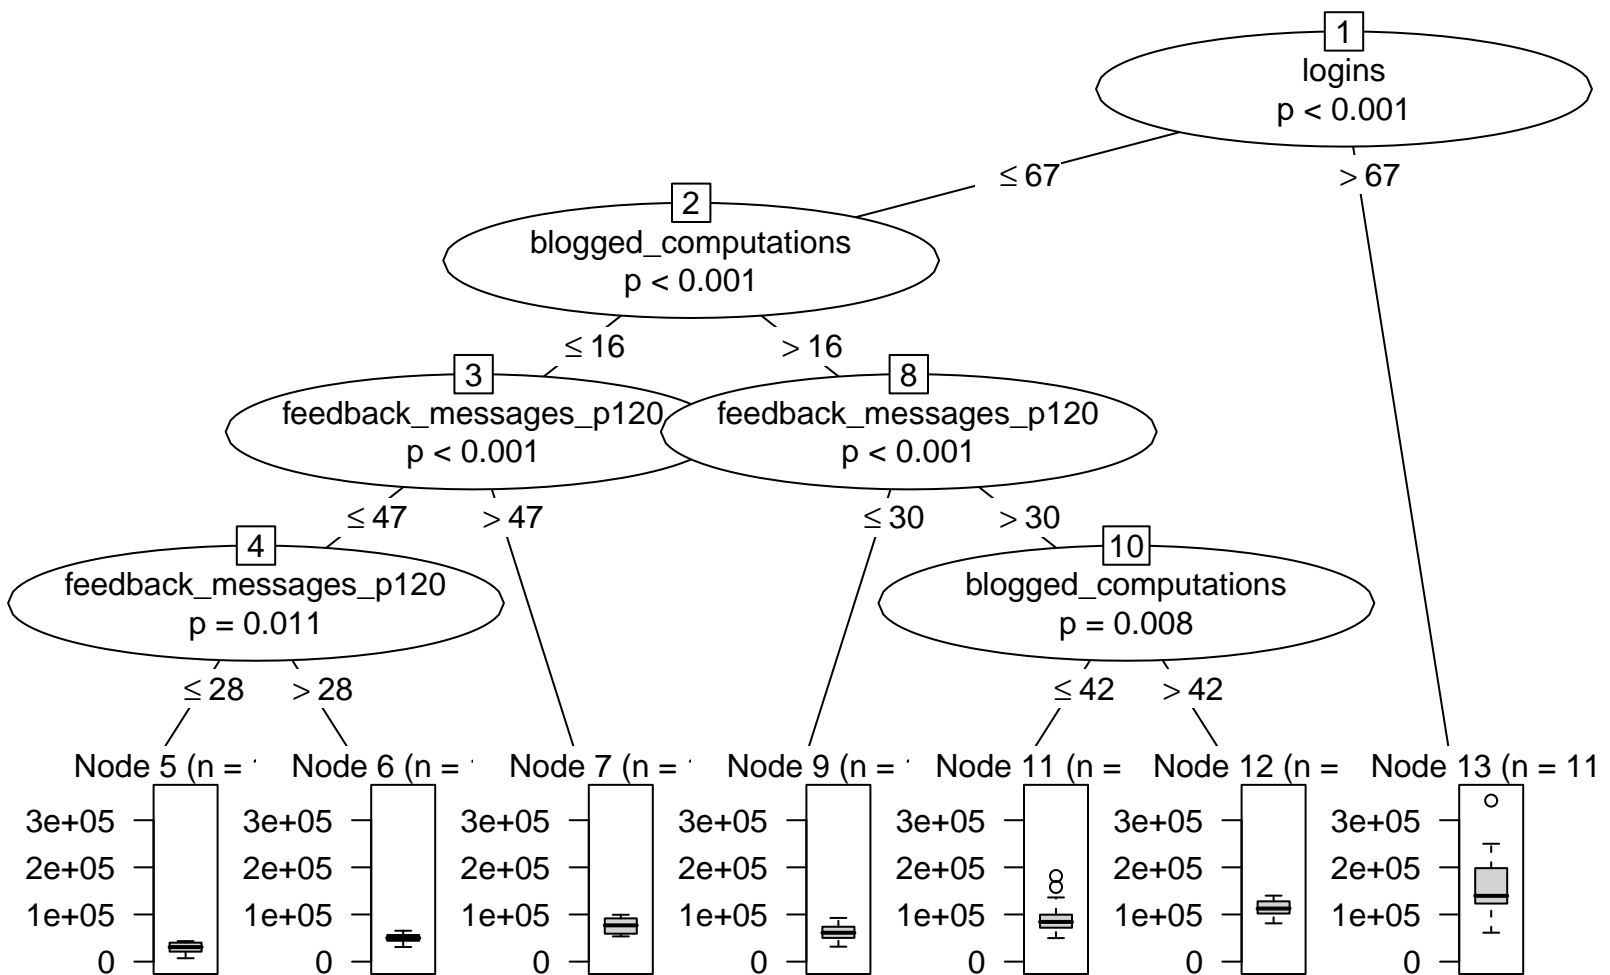 1
logins
p < 0.001
≤ 67
> 67
2
blogged_computations
p < 0.001
≤ 16
> 16
3
feedback_messages_p120
p < 0.001
8
feedback_messages_p120
p < 0.001
≤ 47
> 47
≤ 30
> 30
4
feedback_messages_p120
p = 0.011
10
blogged_computations
p = 0.008
≤ 28
> 28
≤ 42
> 42
Node 5 (n =
Node 6 (n =
Node 7 (n =
Node 9 (n =
Node 11 (n =
Node 12 (n =
Node 13 (n = 11
3e+05
2e+05
1e+05
0
3e+05
2e+05
1e+05
0
3e+05
2e+05
1e+05
0
3e+05
2e+05
1e+05
0
3e+05
2e+05
1e+05
0
3e+05
2e+05
1e+05
0
3e+05
2e+05
1e+05
0